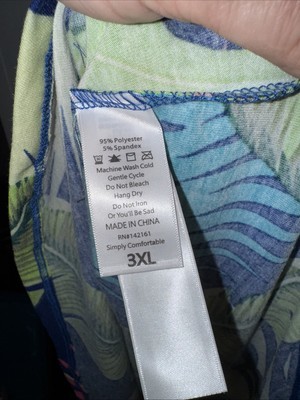 95% Polyester
5% Spandex
Machine Wash Cold
Gentle Cycle
Do Not Bleach
Hang Dry
Do Not Iron
Or You'll Be Sad
MADE IN CHINA
RN#142161
Simply Comfortable
3XL